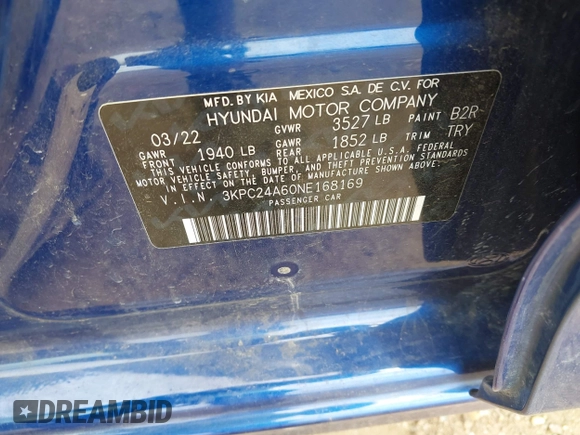 MFD. BY KIA MEXICO S.A. DE C.V. FOR
HYUNDAI MOTOR COMPANY
03/22 GVWR 3527 LB PAINT B2R
GAWR FRONT 1940 LB GAWR REAR 1852 LB TRIM TRY
THIS VEHICLE CONFORMS TO ALL APPLICABLE U.S.A. FEDERAL
MOTOR VEHICLE SAFETY, BUMPER, AND THEFT PREVENTION STANDARDS
IN EFFECT ON THE DATE OF MANUFACTURE SHOWN ABOVE.
V.I.N. 3KPC24A60NE168169
PASSENGER CAR
DREAMBID